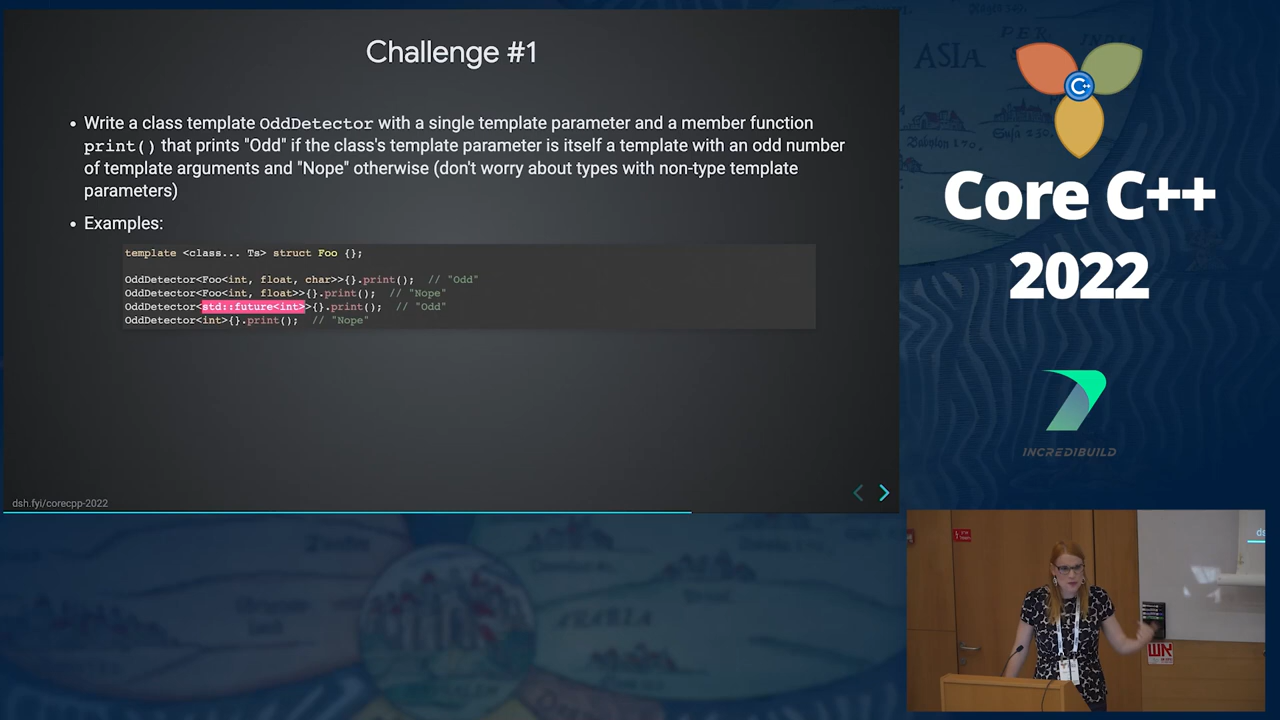 Challenge #1
• Write a class template OddDetector with a single template parameter and a member function
print() that prints "Odd" if the class's template parameter is itself a template with an odd number
of template arguments and "Nope" otherwise (don't worry about types with non-type template
parameters)
• Examples:
template <class... Ts> struct Foo {};
OddDetector<Foo<int, float, char>>{}.print();  // "Odd"
OddDetector<Foo<int, float>>{}.print();  // "Nope"
OddDetector<std::future<int>>{}.print();  // "Odd"
OddDetector<int>{}.print();  // "Nope"
dsh.fyi/corecpp-2022
ASIA
PER
INDIA
C++
Core C++
2022
INCREDIBUILD
ARABIA